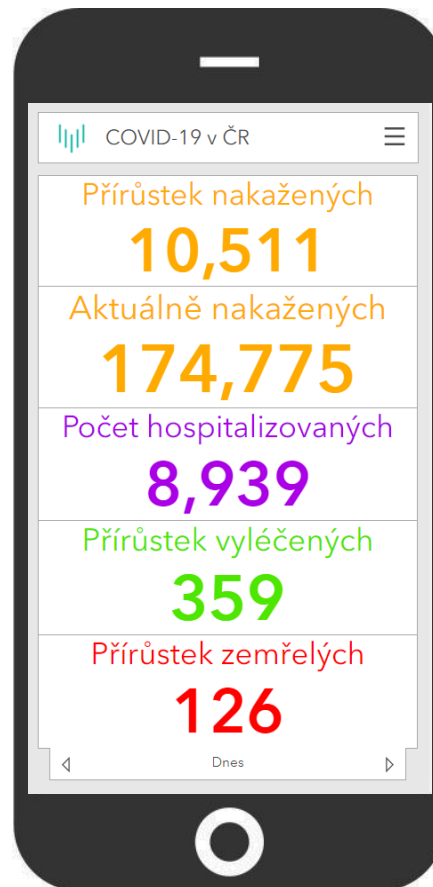 COVID-19 v ČR
Přírůstek nakažených
10,511
Aktuálně nakažených
174,775
Počet hospitalizovaných
8,939
Přírůstek vyléčených
359
Přírůstek zemřelých
126
Dnes